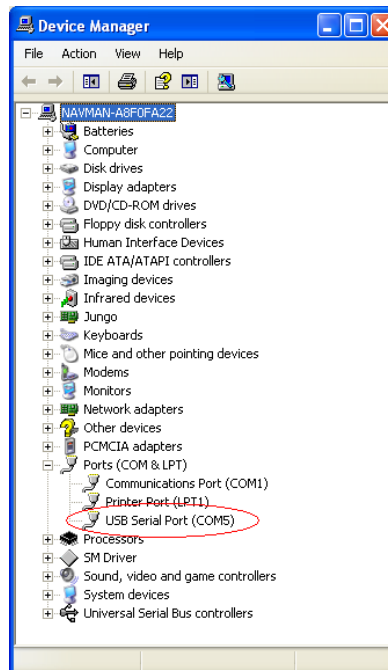 Device Manager
File Action View Help
NAVMAN-A8F0FA22
Batteries
Computer
Disk drives
Display adapters
DVD/CD-ROM drives
Floppy disk controllers
Human Interface Devices
IDE ATA/ATAPI controllers
Imaging devices
Infrared devices
Jungo
Keyboards
Mice and other pointing devices
Modems
Monitors
Network adapters
Other devices
PCMCIA adapters
Ports (COM & LPT)
Communications Port (COM1)
Printer Port (LPT1)
USB Serial Port (COM5)
Processors
SM Driver
Sound, video and game controllers
System devices
Universal Serial Bus controllers